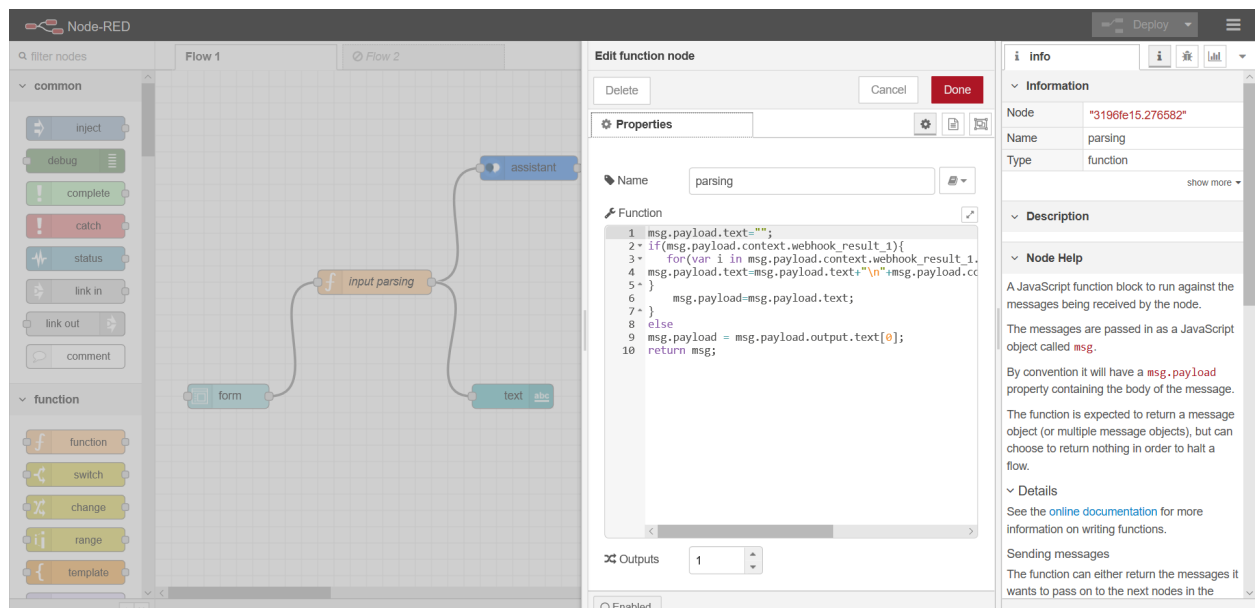 Node-RED
Deploy
filter nodes
common
inject
debug
complete
catch
status
link in
link out
comment
function
function
switch
change
range
template
Flow 1
Flow 2
assistant
input parsing
form
text
abc
Edit function node
Delete
Cancel
Done
Properties
Name
parsing
Function
1 msg.payload.text="";
2 if(msg.payload.context.webhook_result_1){
3 for(var i in msg.payload.context.webhook_result_1.
4 msg.payload.text=msg.payload.text+"\n"+msg.payload.co
5 }
6 msg.payload=msg.payload.text;
7 }
8 else
9 msg.payload = msg.payload.output.text[0];
10 return msg;
Outputs
1
Enabled
info
Information
Node "3196fe15.276582"
Name parsing
Type function
show more
Description
Node Help
A JavaScript function block to run against the
messages being received by the node.
The messages are passed in as a JavaScript
object called msg.
By convention it will have a msg.payload
property containing the body of the message.
The function is expected to return a message
object (or multiple message objects), but can
choose to return nothing in order to halt a
flow.
Details
See the online documentation for more
information on writing functions.
Sending messages
The function can either return the messages it
wants to pass on to the next nodes in the